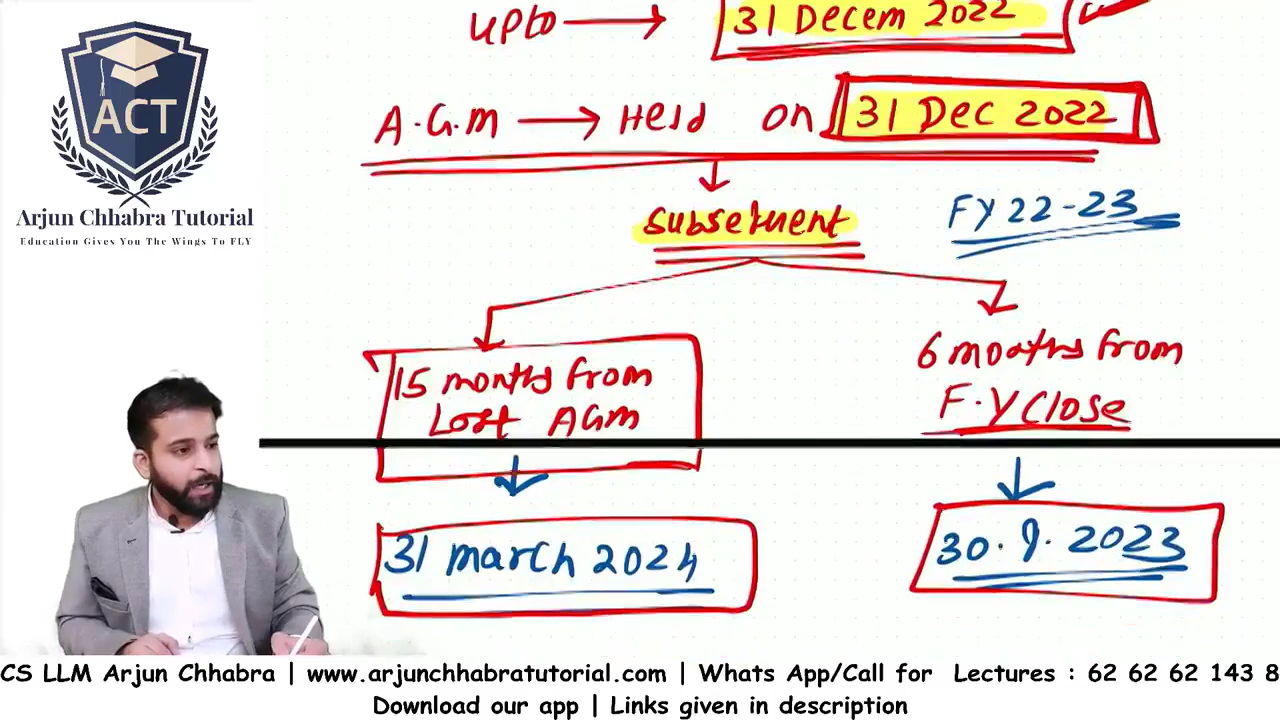 upto → 31 Decem 2022
A.G.M → Held on 31 Dec 2022
subsetuent
FY 22-23
15 months from
Last AGM
6 months from
F.Y Close
31 march 2024
30.9.2023
ACT
Arjun Chhabra Tutorial
Education Gives You The Wings To FLY
CS LLM Arjun Chhabra | www.arjunchhabratutorial.com | Whats App/Call for Lectures : 62 62 62 143 8
Download our app | Links given in description